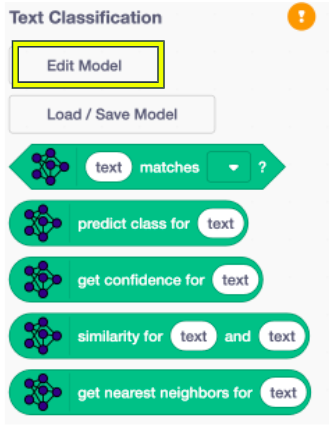 Text Classification !
Edit Model
Load / Save Model
text matches ?
predict class for text
get confidence for text
similarity for text and text
get nearest neighbors for text